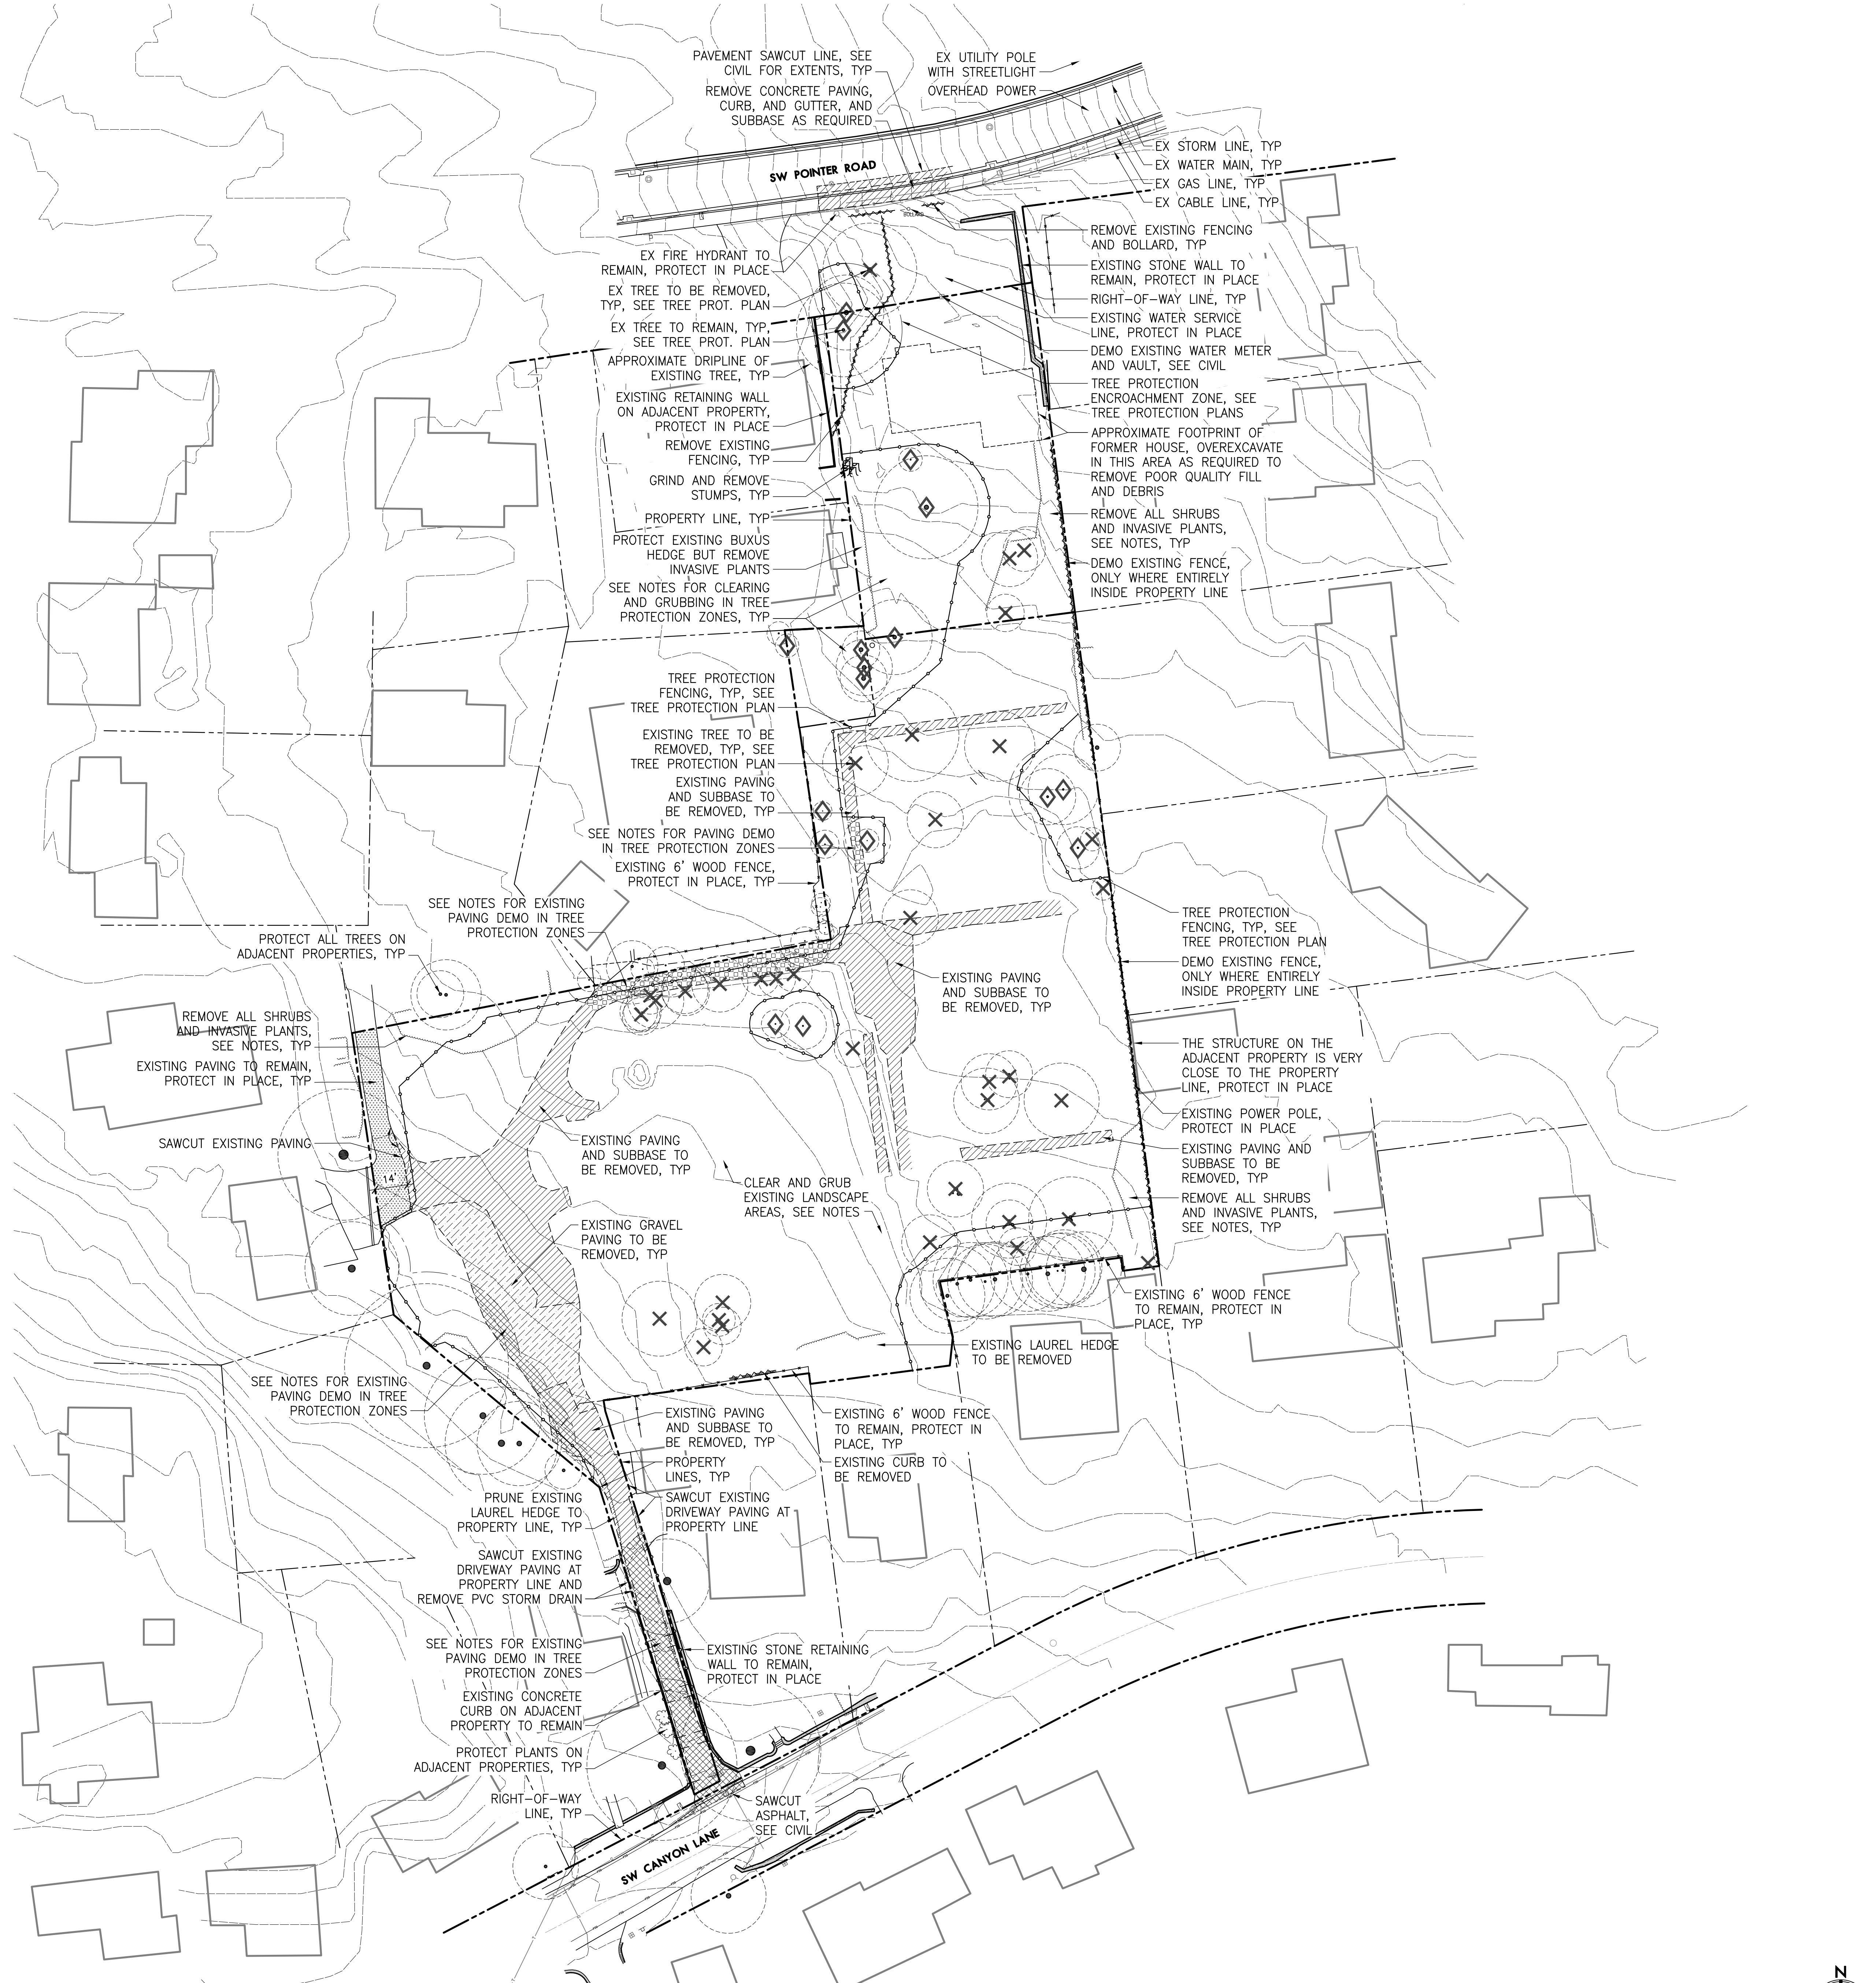 PAVEMENT SAWCUT LINE, SEE
CIVIL FOR EXTENTS, TYP
REMOVE CONCRETE PAVING,
CURB, AND GUTTER, AND
SUBBASE AS REQUIRED
EX UTILITY POLE
WITH STREETLIGHT
OVERHEAD POWER
SW POINTER ROAD
EX STORM LINE, TYP
EX WATER MAIN, TYP
EX GAS LINE, TYP
EX CABLE LINE, TYP
EX FIRE HYDRANT TO
REMAIN, PROTECT IN PLACE
EX TREE TO BE REMOVED,
TYP, SEE TREE PROT. PLAN
EX TREE TO REMAIN, TYP,
SEE TREE PROT. PLAN
APPROXIMATE DRIPLINE OF
EXISTING TREE, TYP
EXISTING RETAINING WALL
ON ADJACENT PROPERTY,
PROTECT IN PLACE
REMOVE EXISTING
FENCING, TYP
GRIND AND REMOVE
STUMPS, TYP
PROPERTY LINE, TYP
PROTECT EXISTING BUXUS
HEDGE BUT REMOVE
INVASIVE PLANTS
SEE NOTES FOR CLEARING
AND GRUBBING IN TREE
PROTECTION ZONES, TYP
REMOVE EXISTING FENCING
AND BOLLARD, TYP
EXISTING STONE WALL TO
REMAIN, PROTECT IN PLACE
RIGHT-OF-WAY LINE, TYP
EXISTING WATER SERVICE
LINE, PROTECT IN PLACE
DEMO EXISTING WATER METER
AND VAULT, SEE CIVIL
TREE PROTECTION
ENCROACHMENT ZONE, SEE
TREE PROTECTION PLANS
APPROXIMATE FOOTPRINT OF
FORMER HOUSE, OVEREXCAVATE
IN THIS AREA AS REQUIRED TO
REMOVE POOR QUALITY FILL
AND DEBRIS
REMOVE ALL SHRUBS
AND INVASIVE PLANTS,
SEE NOTES, TYP
DEMO EXISTING FENCE,
ONLY WHERE ENTIRELY
INSIDE PROPERTY LINE
TREE PROTECTION
FENCING, TYP, SEE
TREE PROTECTION PLAN
EXISTING TREE TO BE
REMOVED, TYP, SEE
TREE PROTECTION PLAN
EXISTING PAVING
AND SUBBASE TO
BE REMOVED, TYP
SEE NOTES FOR PAVING DEMO
IN TREE PROTECTION ZONES
EXISTING 6' WOOD FENCE,
PROTECT IN PLACE, TYP
SEE NOTES FOR EXISTING
PAVING DEMO IN TREE
PROTECTION ZONES
PROTECT ALL TREES ON
ADJACENT PROPERTIES, TYP
REMOVE ALL SHRUBS
AND INVASIVE PLANTS,
SEE NOTES, TYP
EXISTING PAVING TO REMAIN,
PROTECT IN PLACE, TYP
SAWCUT EXISTING PAVING
14'
EXISTING PAVING
AND SUBBASE TO
BE REMOVED, TYP
TREE PROTECTION
FENCING, TYP, SEE
TREE PROTECTION PLAN
DEMO EXISTING FENCE,
ONLY WHERE ENTIRELY
INSIDE PROPERTY LINE
THE STRUCTURE ON THE
ADJACENT PROPERTY IS VERY
CLOSE TO THE PROPERTY
LINE, PROTECT IN PLACE
EXISTING POWER POLE,
PROTECT IN PLACE
EXISTING PAVING AND
SUBBASE TO BE
REMOVED, TYP
REMOVE ALL SHRUBS
AND INVASIVE PLANTS,
SEE NOTES, TYP
EXISTING PAVING
AND SUBBASE TO
BE REMOVED, TYP
CLEAR AND GRUB
EXISTING LANDSCAPE
AREAS, SEE NOTES
EXISTING GRAVEL
PAVING TO BE
REMOVED, TYP
EXISTING 6' WOOD FENCE
TO REMAIN, PROTECT IN
PLACE, TYP
EXISTING LAUREL HEDGE
TO BE REMOVED
SEE NOTES FOR EXISTING
PAVING DEMO IN TREE
PROTECTION ZONES
EXISTING PAVING
AND SUBBASE TO
BE REMOVED, TYP
PROPERTY
LINES, TYP
SAWCUT EXISTING
DRIVEWAY PAVING AT
PROPERTY LINE
EXISTING 6' WOOD FENCE
TO REMAIN, PROTECT IN
PLACE, TYP
EXISTING CURB TO
BE REMOVED
PRUNE EXISTING
LAUREL HEDGE TO
PROPERTY LINE, TYP
SAWCUT EXISTING
DRIVEWAY PAVING AT
PROPERTY LINE AND
REMOVE PVC STORM DRAIN
SEE NOTES FOR EXISTING
PAVING DEMO IN TREE
PROTECTION ZONES
EXISTING CONCRETE
CURB ON ADJACENT
PROPERTY TO REMAIN
PROTECT PLANTS ON
ADJACENT PROPERTIES, TYP
RIGHT-OF-WAY
LINE, TYP
EXISTING STONE RETAINING
WALL TO REMAIN,
PROTECT IN PLACE
SAWCUT
ASPHALT,
SEE CIVIL
SW CANYON LANE
N